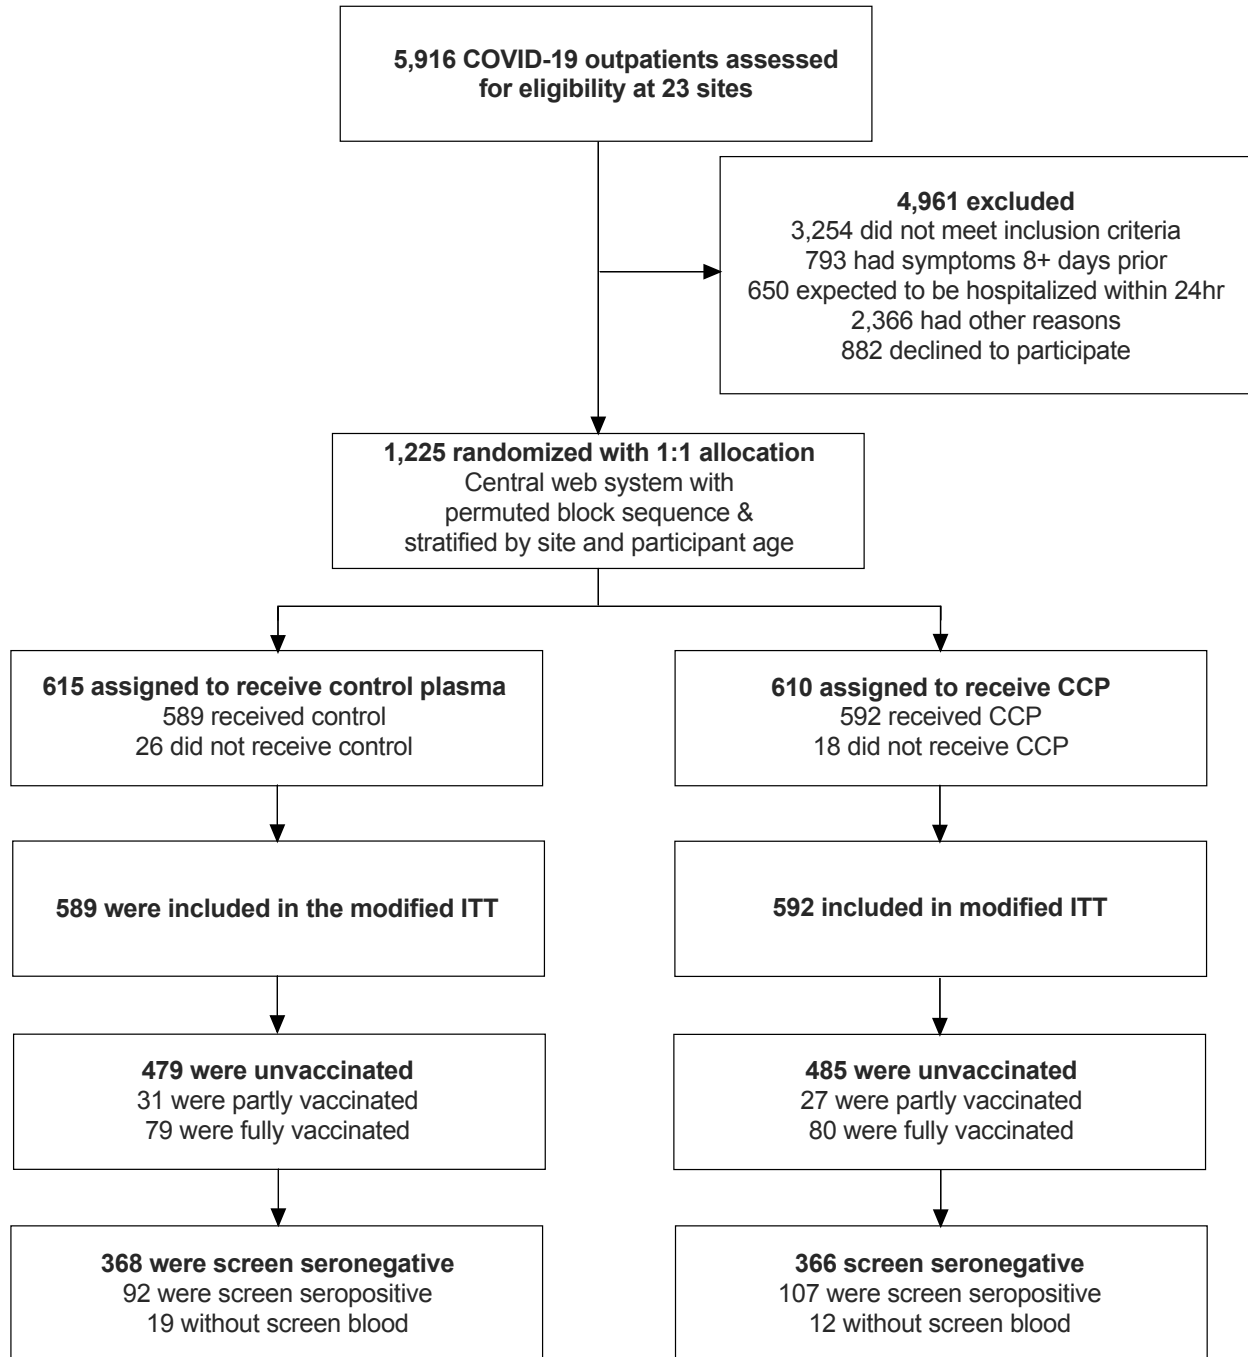 5,916 COVID-19 outpatients assessed
for eligibility at 23 sites
4,961 excluded
3,254 did not meet inclusion criteria
793 had symptoms 8+ days prior
650 expected to be hospitalized within 24hr
2,366 had other reasons
882 declined to participate
1,225 randomized with 1:1 allocation
Central web system with
permuted block sequence &
stratified by site and participant age
615 assigned to receive control plasma
589 received control
26 did not receive control
610 assigned to receive CCP
592 received CCP
18 did not receive CCP
589 were included in the modified ITT
592 included in modified ITT
479 were unvaccinated
31 were partly vaccinated
79 were fully vaccinated
485 were unvaccinated
27 were partly vaccinated
80 were fully vaccinated
368 were screen seronegative
92 were screen seropositive
19 without screen blood
366 screen seronegative
107 were screen seropositive
12 without screen blood